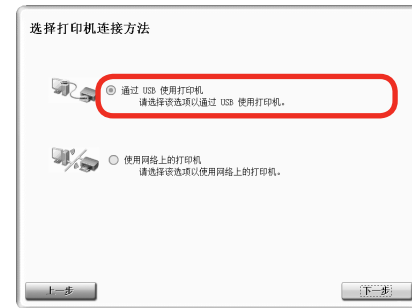 选择打印机连接方法
通过 USB 使用打印机
请选择该选项以通过 USB 使用打印机。
使用网络上的打印机
请选择该选项以使用网络上的打印机。
上一步
下一步